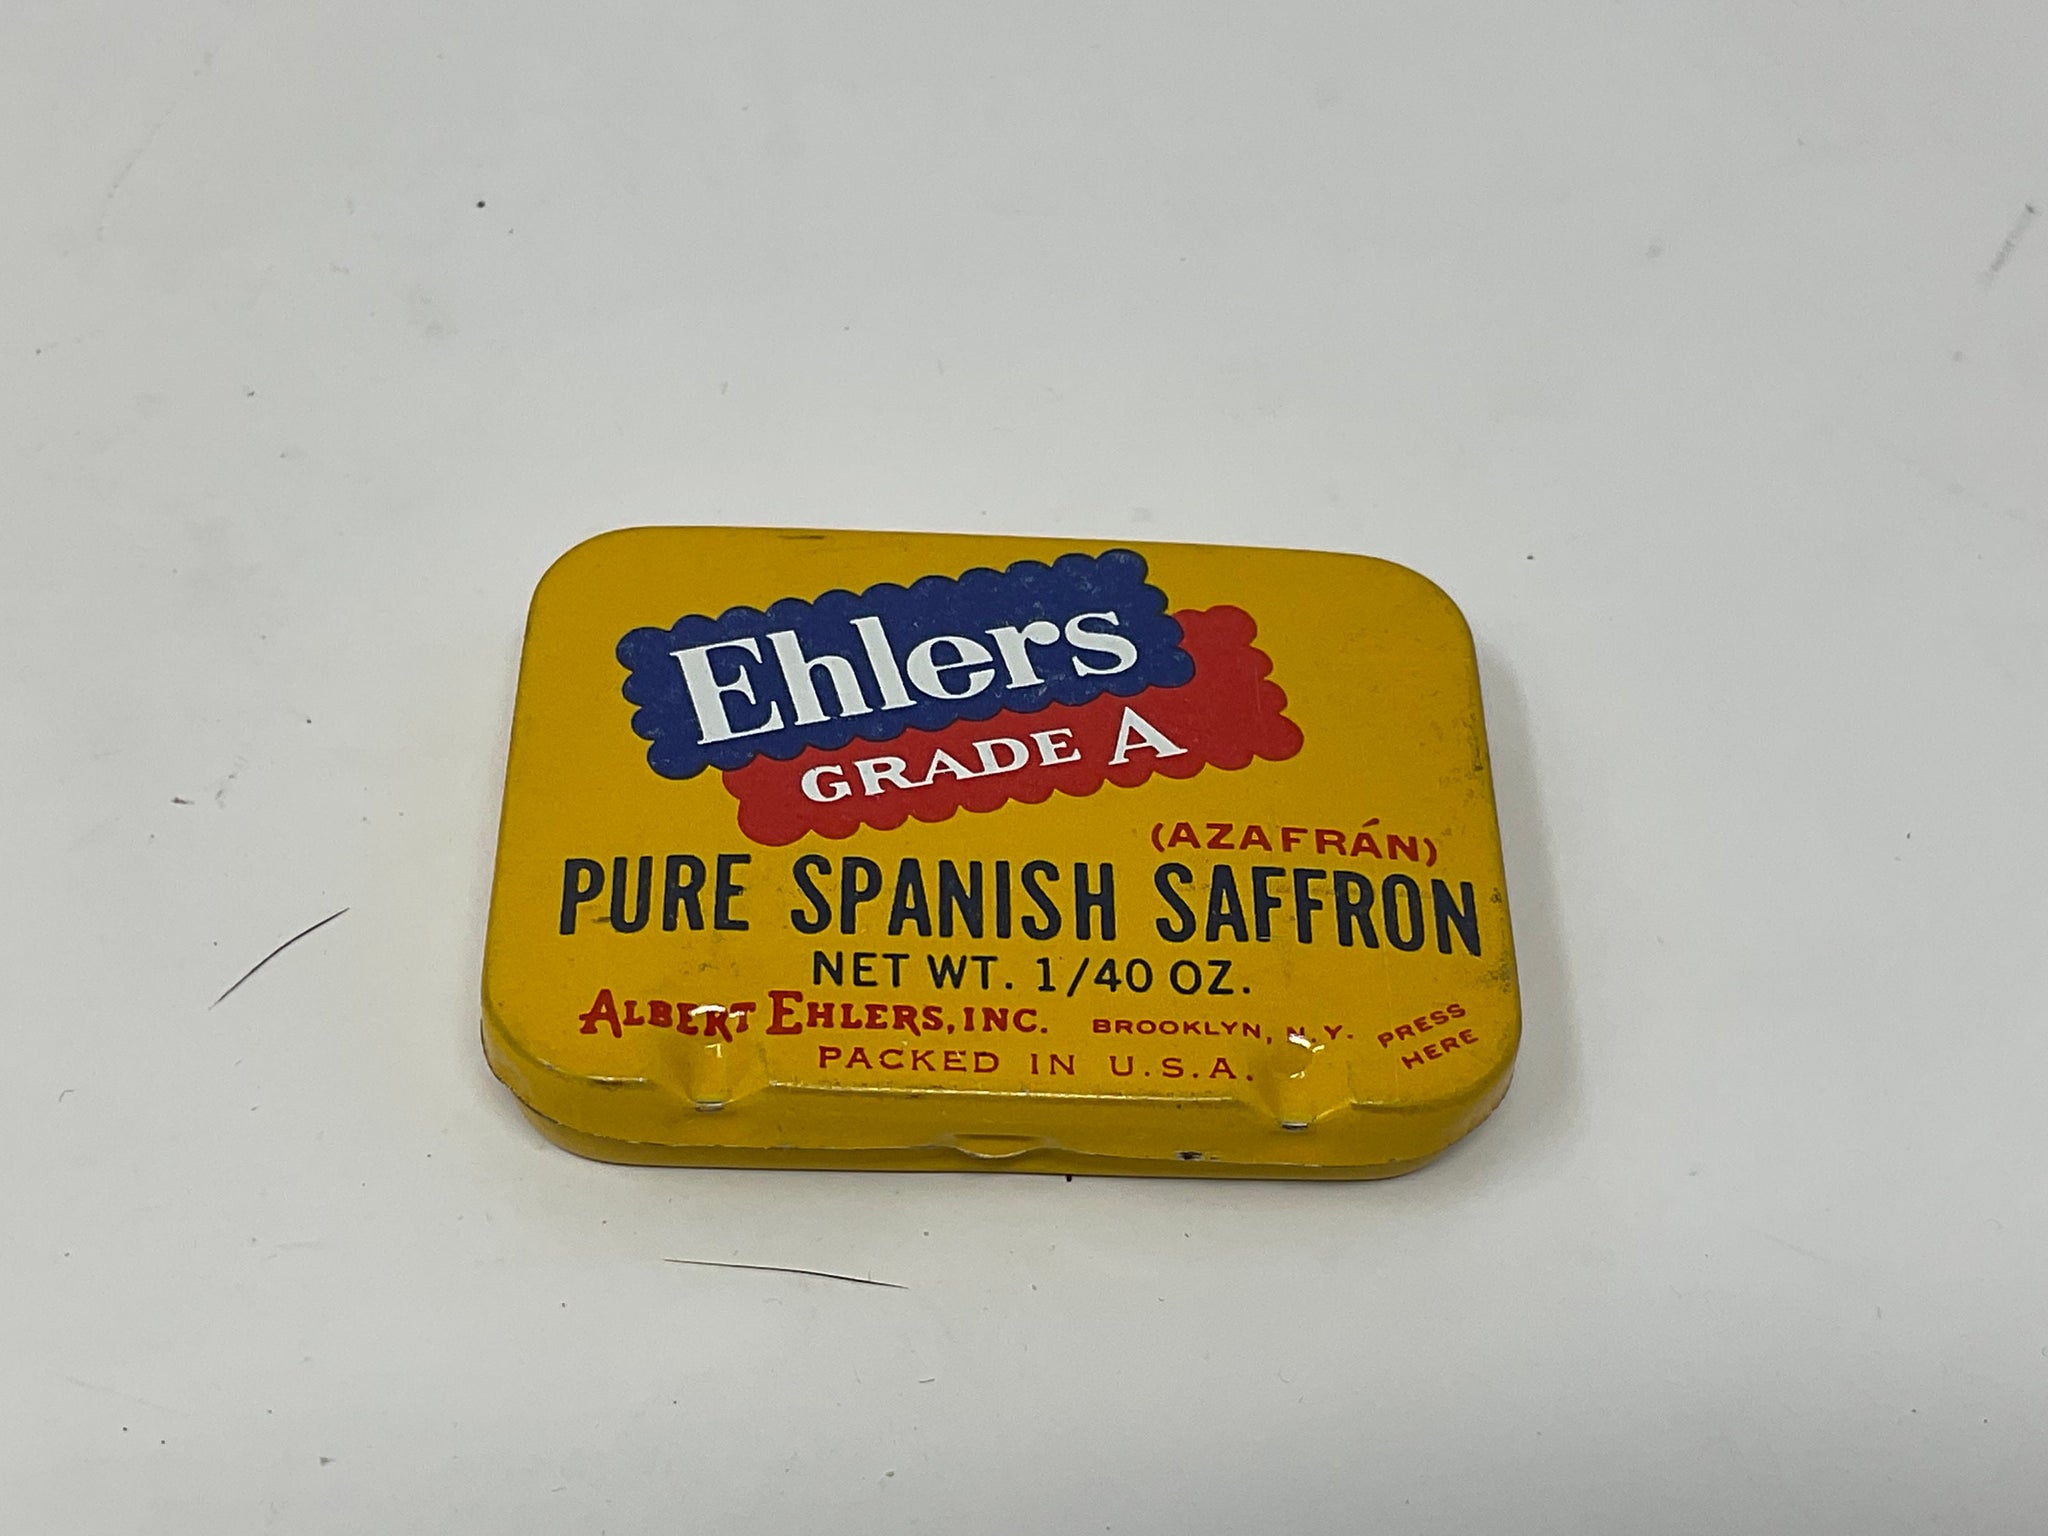 Ehlers
GRADE A
(AZAFRÁN)
PURE SPANISH SAFFRON
NET WT. 1/40 OZ.
ALBERT EHLERS, INC. BROOKLYN, N.Y.
PACKED IN U.S.A.
PRESS
HERE